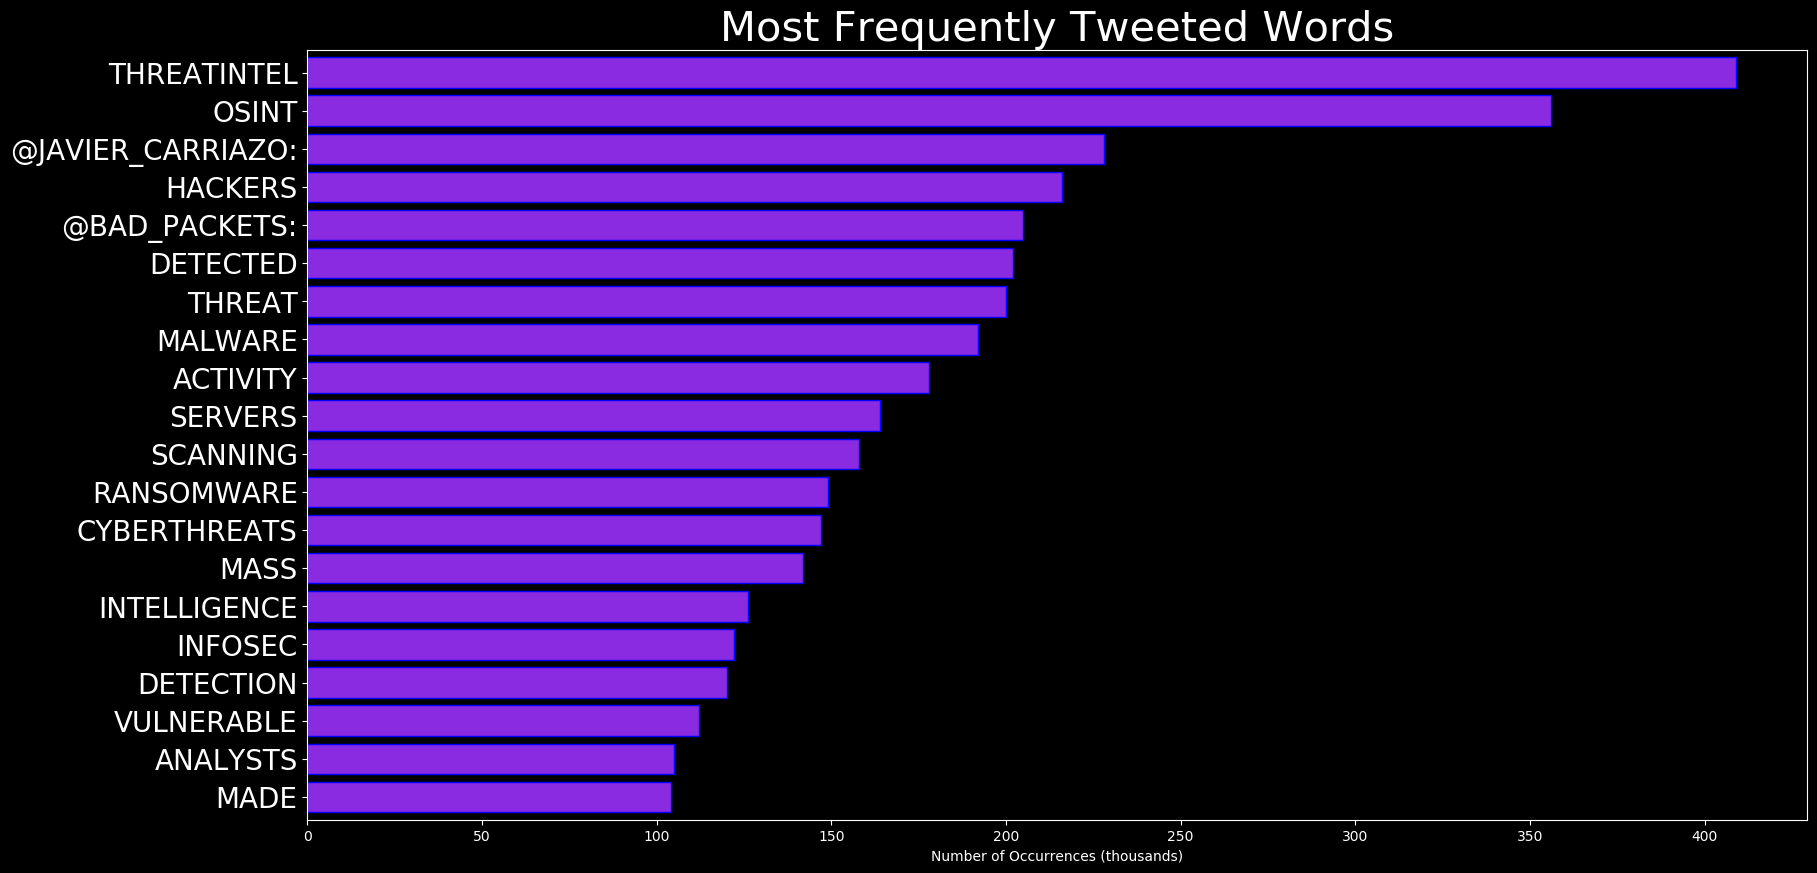 Most Frequently Tweeted Words
THREATINTEL
OSINT
@JAVIER_CARRIAZO:
HACKERS
@BAD_PACKETS:
DETECTED
THREAT
MALWARE
ACTIVITY
SERVERS
SCANNING
RANSOMWARE
CYBERTHREATS
MASS
INTELLIGENCE
INFOSEC
DETECTION
VULNERABLE
ANALYSTS
MADE
0 50 100 150 200 250 300 350 400
Number of Occurrences (thousands)